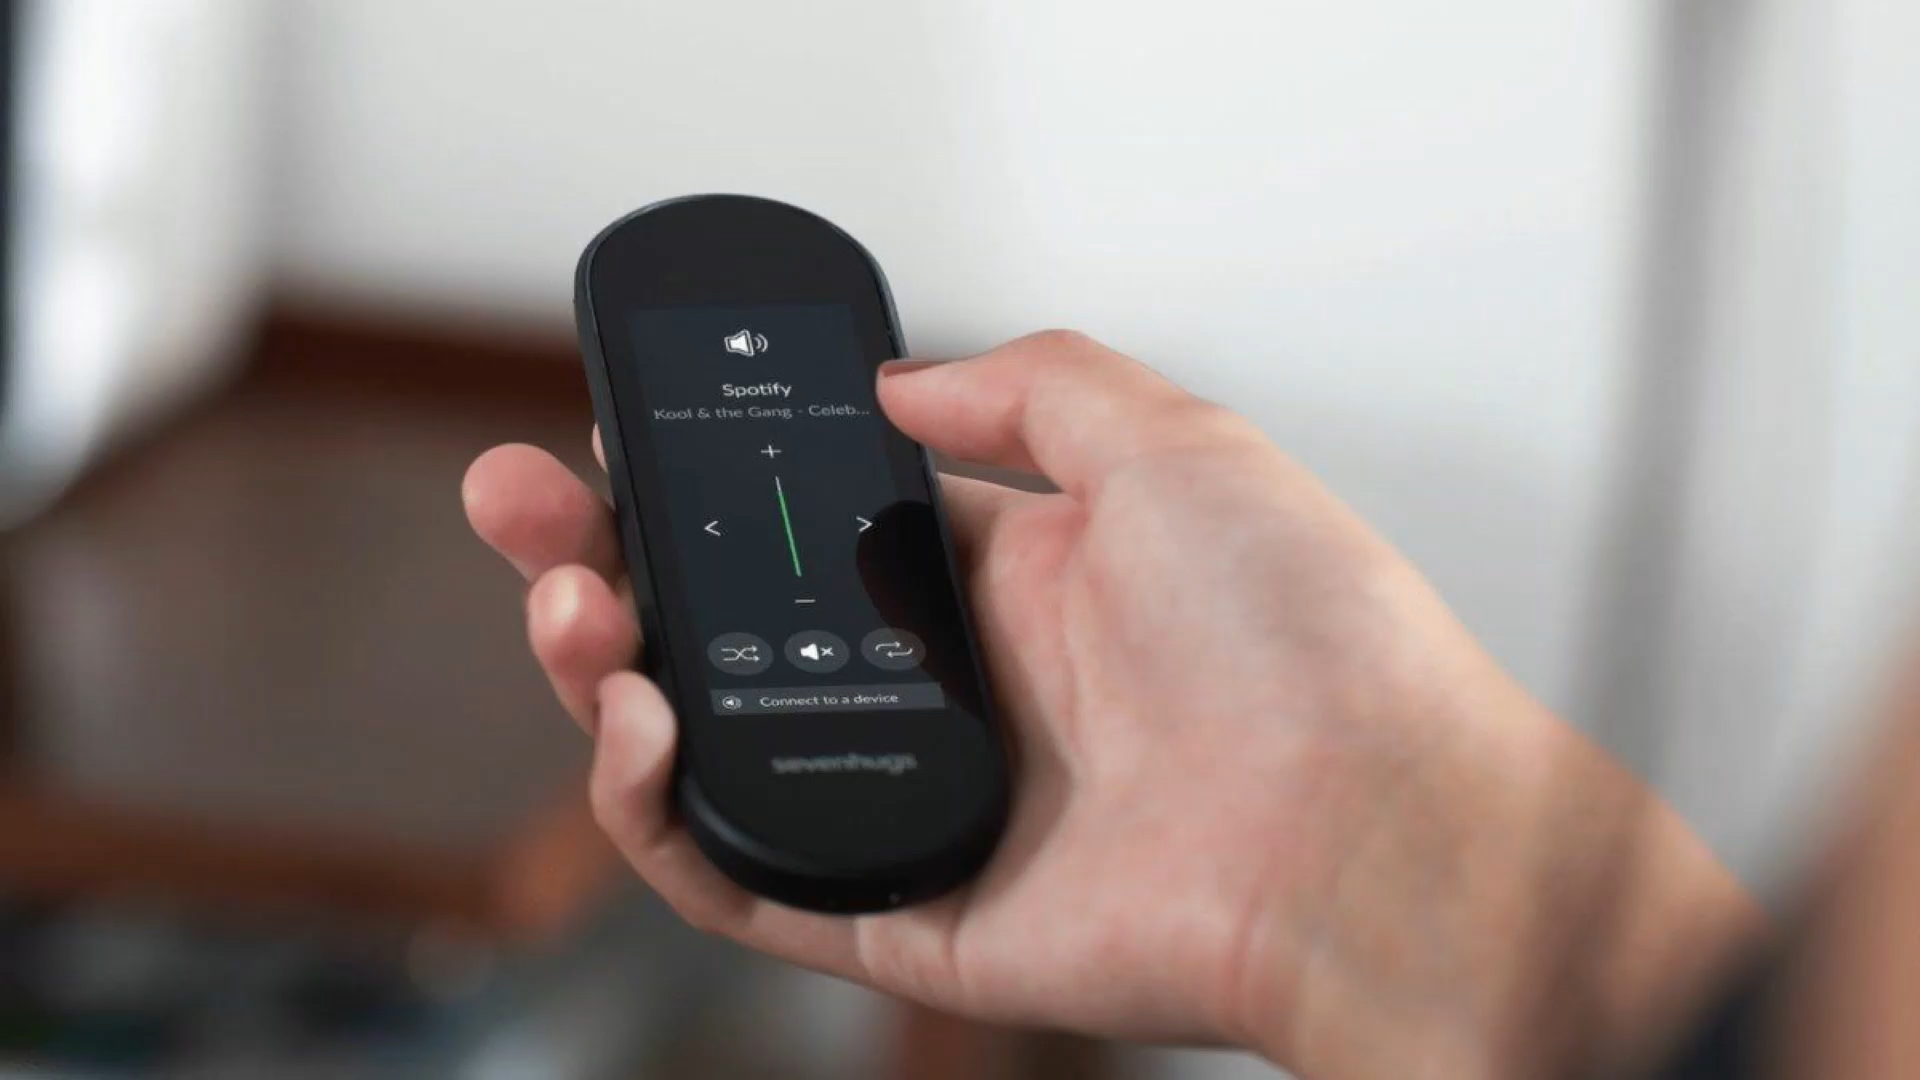 Spotify
Kool & the Gang - Celeb...
+
<
>
−
Connect to a device
sevenhugs